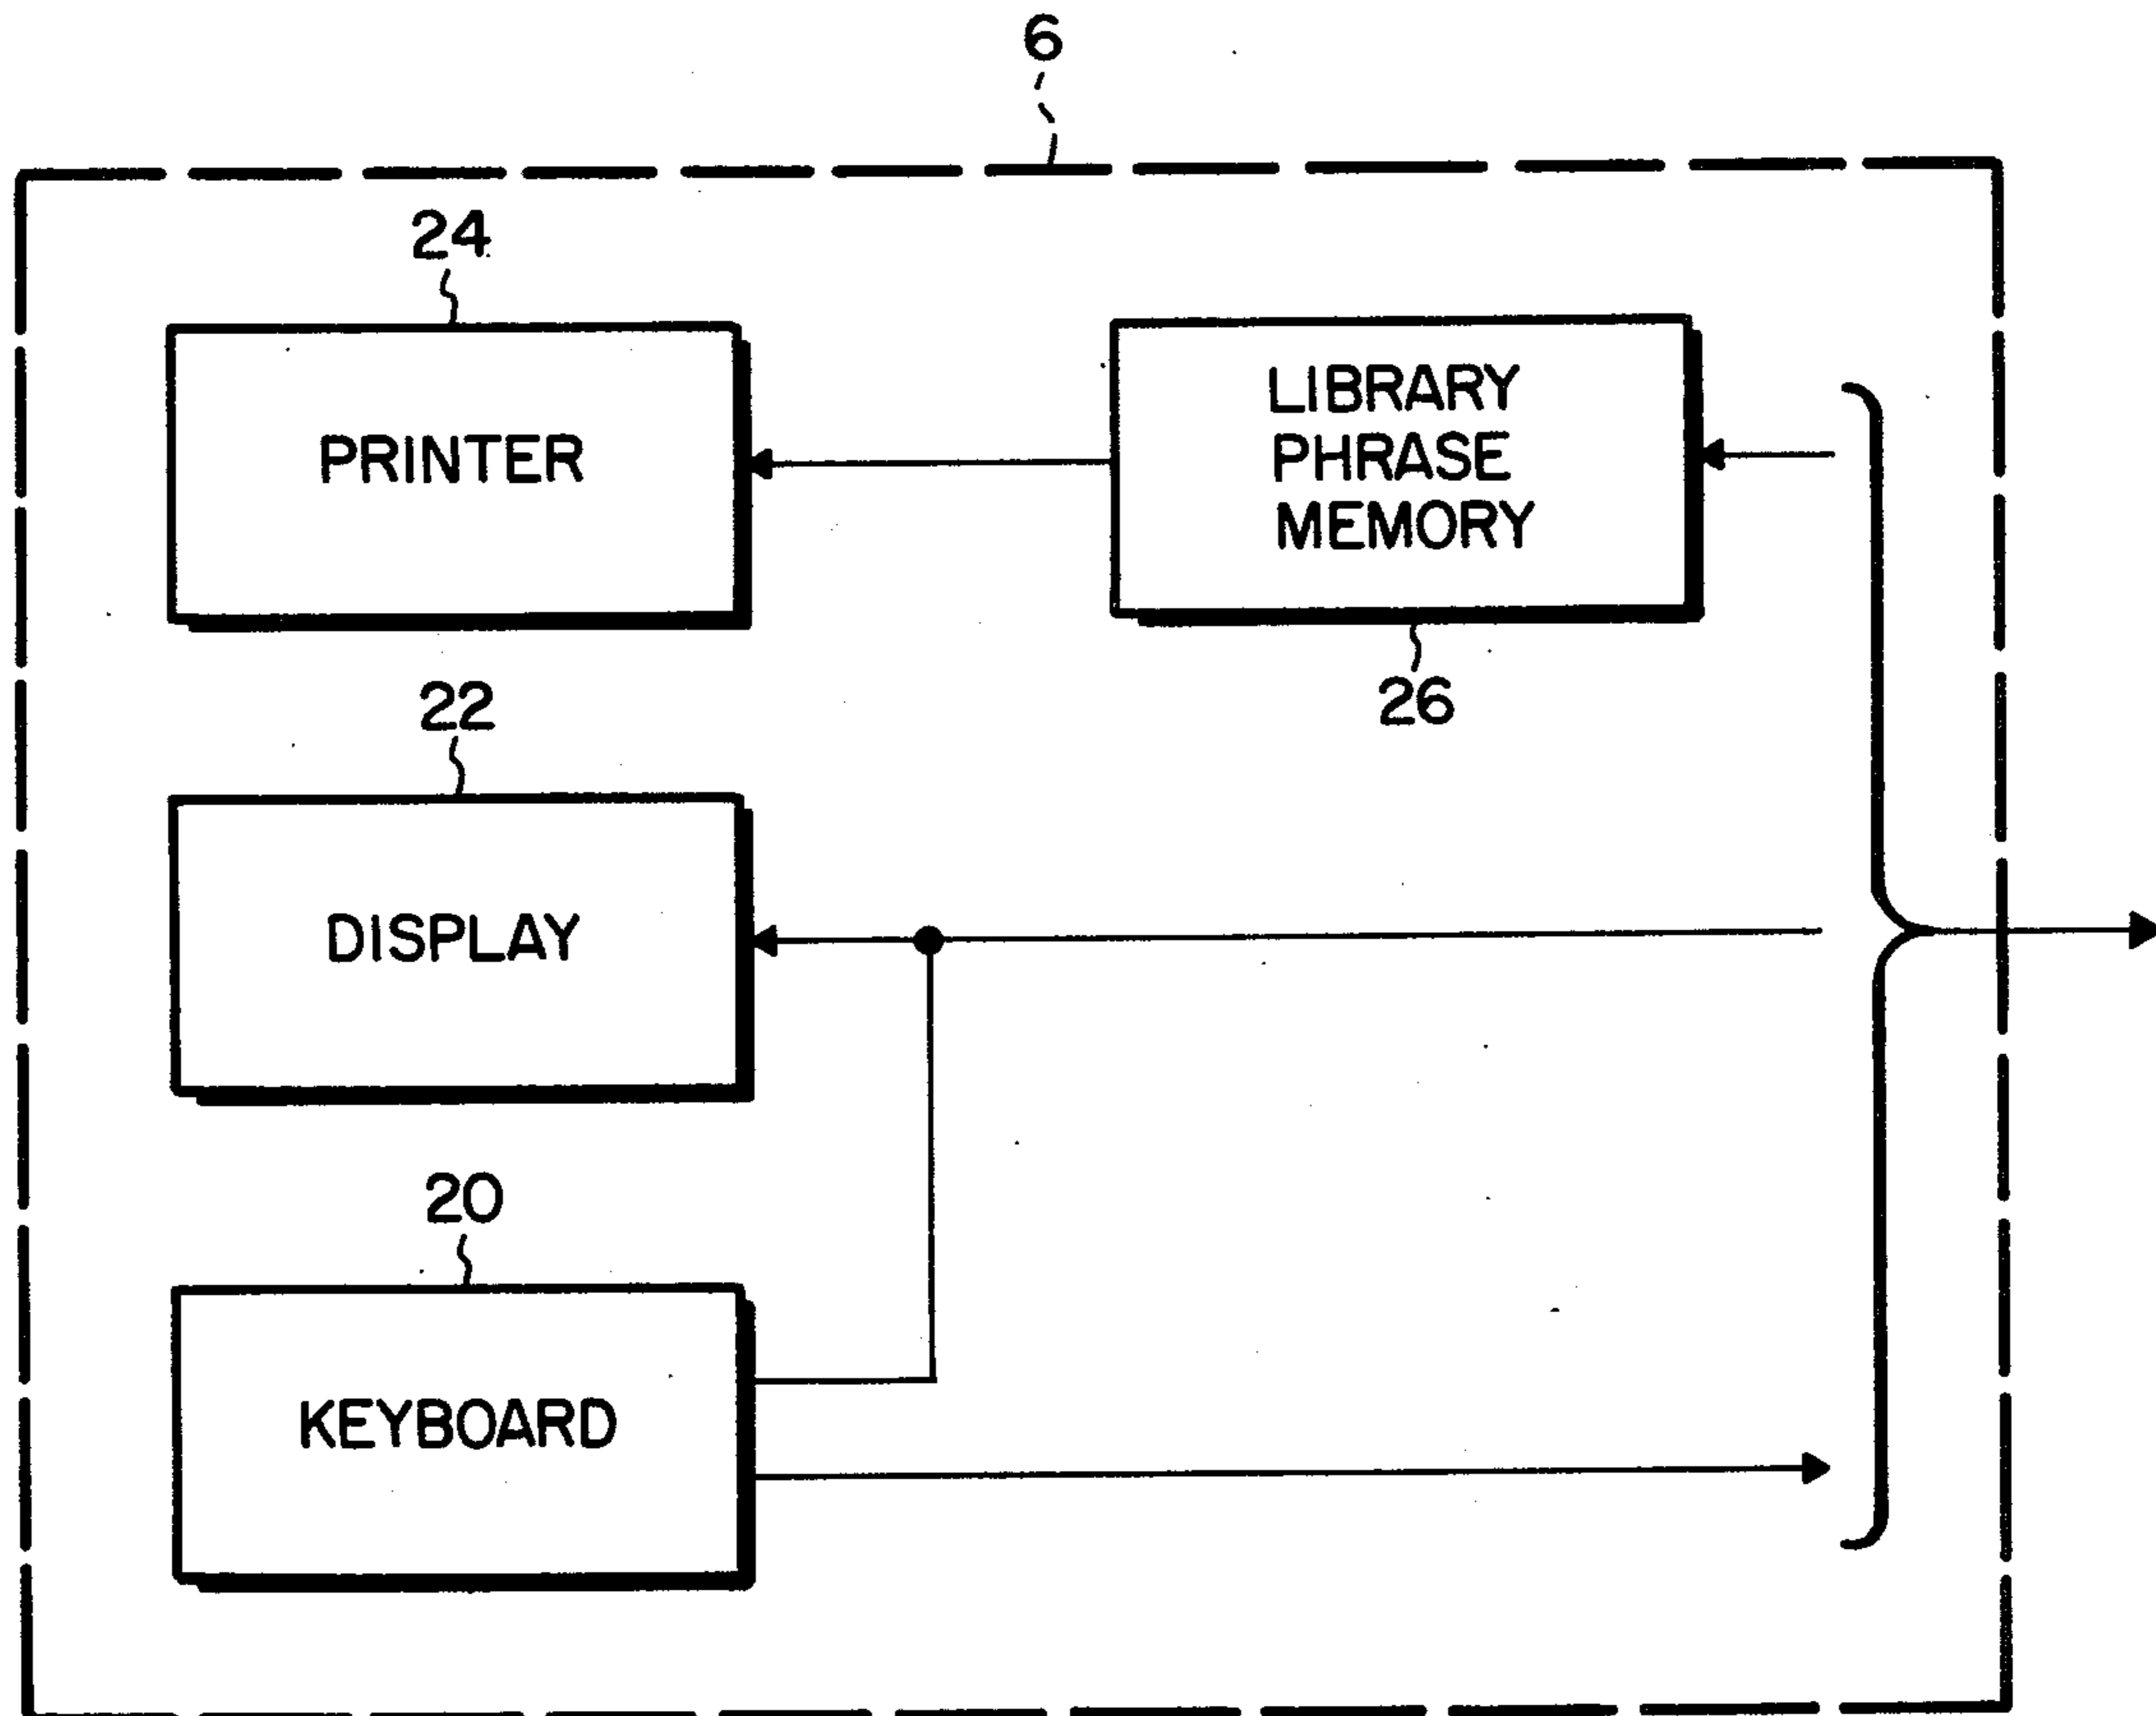 6
24
PRINTER
LIBRARY
PHRASE
MEMORY
26
22
DISPLAY
20
KEYBOARD